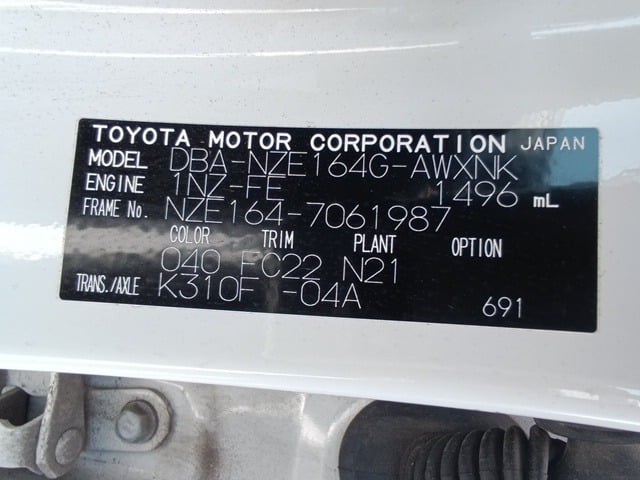 TOYOTA MOTOR CORPORATION JAPAN
MODEL DBA-NZE164G-AWXNK
ENGINE 1NZ-FE 1496 mL
FRAME No. NZE164-7061987
COLOR TRIM PLANT OPTION
040 FC22 N21
TRANS./AXLE K310F -04A 691